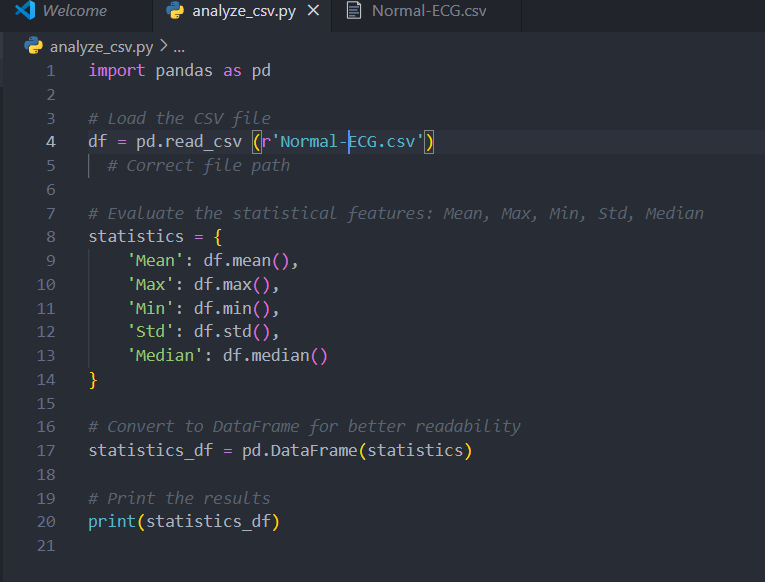 Welcome analyze_csv.py Normal-ECG.csv
analyze_csv.py > ...
1 import pandas as pd
2
3 # Load the CSV file
4 df = pd.read_csv (r'Normal-ECG.csv')
5 # Correct file path
6
7 # Evaluate the statistical features: Mean, Max, Min, Std, Median
8 statistics = {
9 'Mean': df.mean(),
10 'Max': df.max(),
11 'Min': df.min(),
12 'Std': df.std(),
13 'Median': df.median()
14 }
15
16 # Convert to DataFrame for better readability
17 statistics_df = pd.DataFrame(statistics)
18
19 # Print the results
20 print(statistics_df)
21